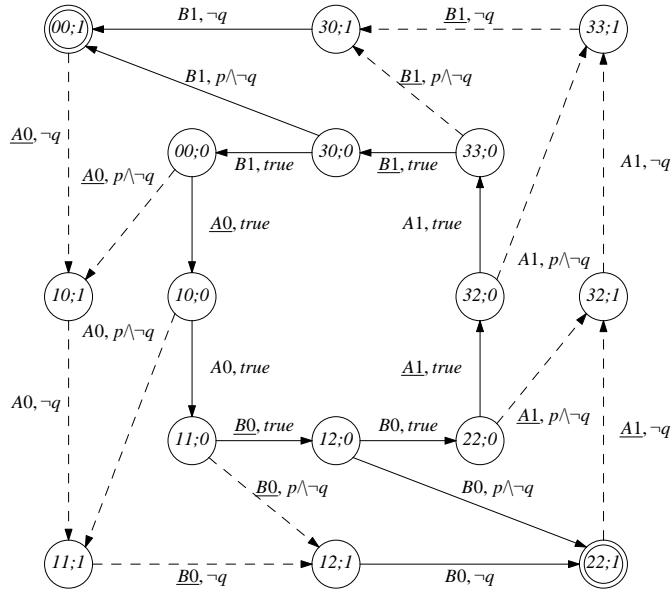 00;1
B1, ¬q
30;1
<u>B1</u>, ¬q
33;1
B1, p/\¬q
<u>B1</u>, p/\¬q
<u>A0</u>, ¬q
00;0
B1, true
30;0
<u>B1</u>, true
33;0
A1, ¬q
<u>A0</u>, p/\¬q
<u>A0</u>, true
A1, true
A1, p/\¬q
10;1
10;0
32;0
32;1
A0, p/\¬q
A0, true
<u>A1</u>, true
A0, ¬q
<u>A1</u>, p/\¬q
<u>A1</u>, ¬q
11;0
<u>B0</u>, true
12;0
B0, true
22;0
<u>B0</u>, p/\¬q
B0, p/\¬q
11;1
<u>B0</u>, ¬q
12;1
B0, ¬q
22;1